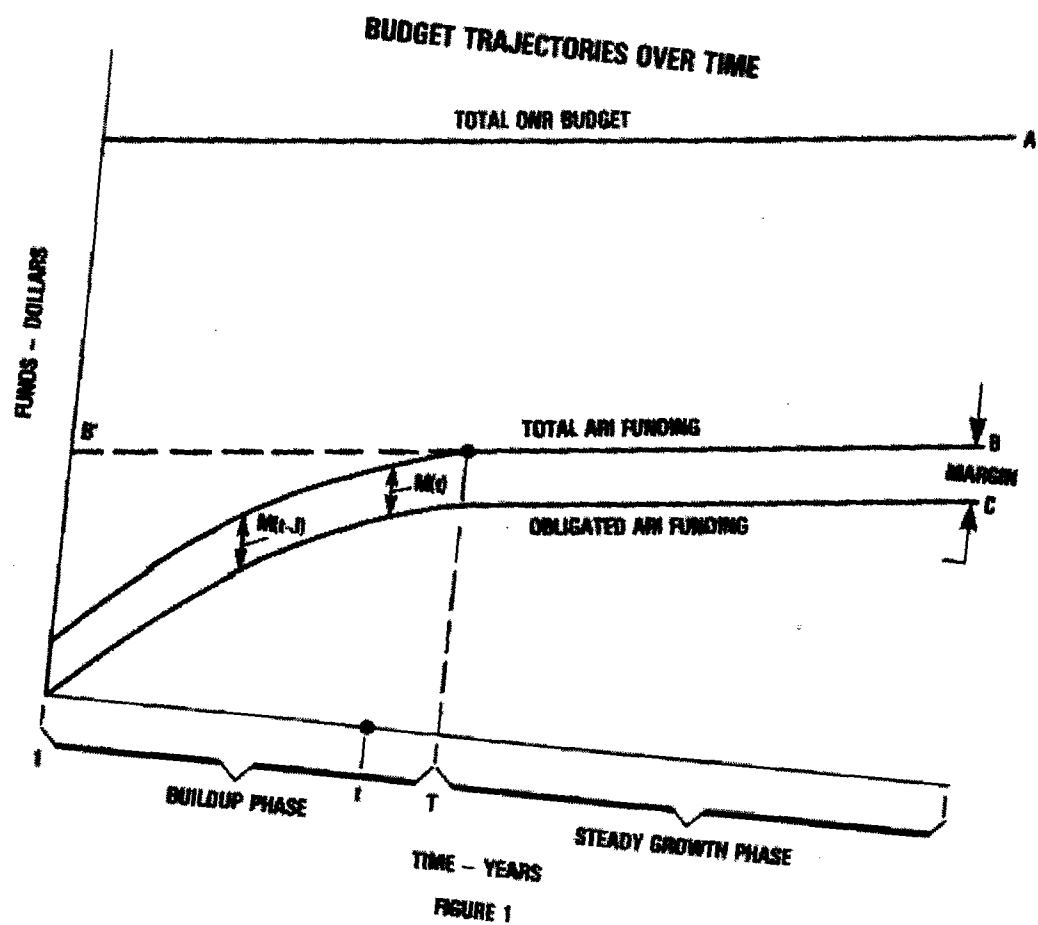 BUDGET TRAJECTORIES OVER TIME
TOTAL ONR BUDGET
A
FUNDS – DOLLARS
B'
TOTAL ARI FUNDING
B
MARGIN
M(t)
C
M(t-J)
OBLIGATED ARI FUNDING
1
BUILDUP PHASE
t
T
STEADY GROWTH PHASE
TIME – YEARS
FIGURE 1